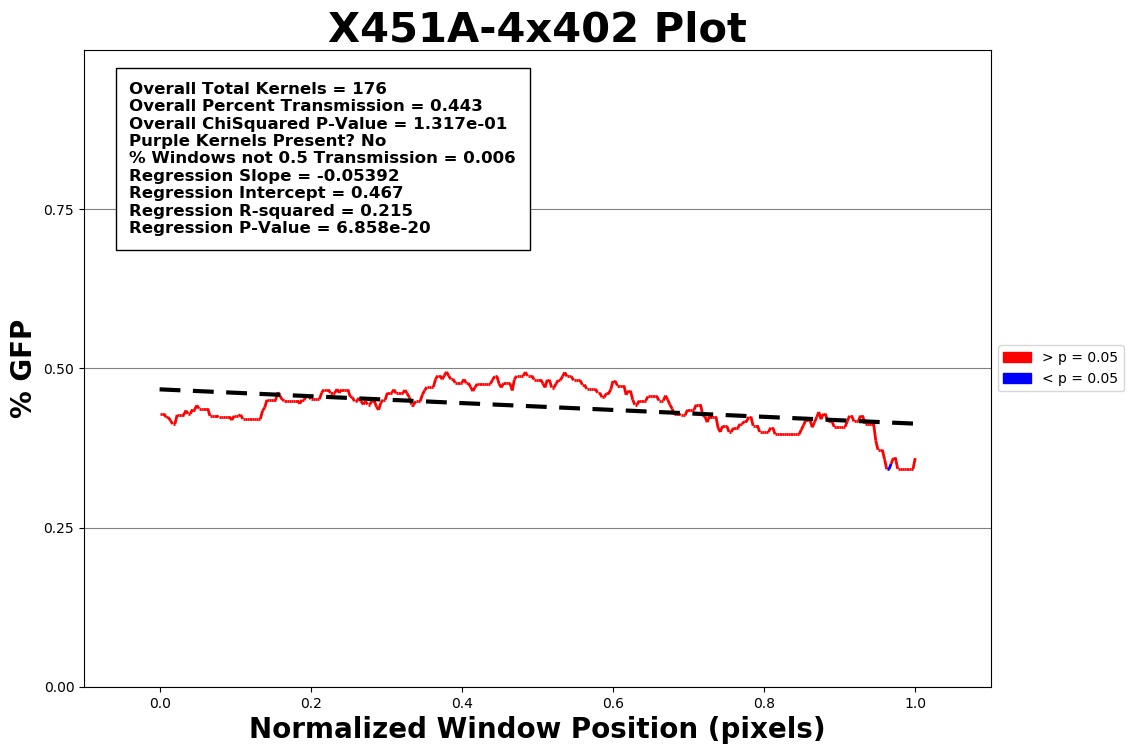 X451A-4x402 Plot
Overall Total Kernels = 176
Overall Percent Transmission = 0.443
Overall ChiSquared P-Value = 1.317e-01
Purple Kernels Present? No
% Windows not 0.5 Transmission = 0.006
Regression Slope = -0.05392
Regression Intercept = 0.467
Regression R-squared = 0.215
Regression P-Value = 6.858e-20
% GFP
0.75
0.50
0.25
0.00
> p = 0.05
< p = 0.05
0.0 0.2 0.4 0.6 0.8 1.0
Normalized Window Position (pixels)